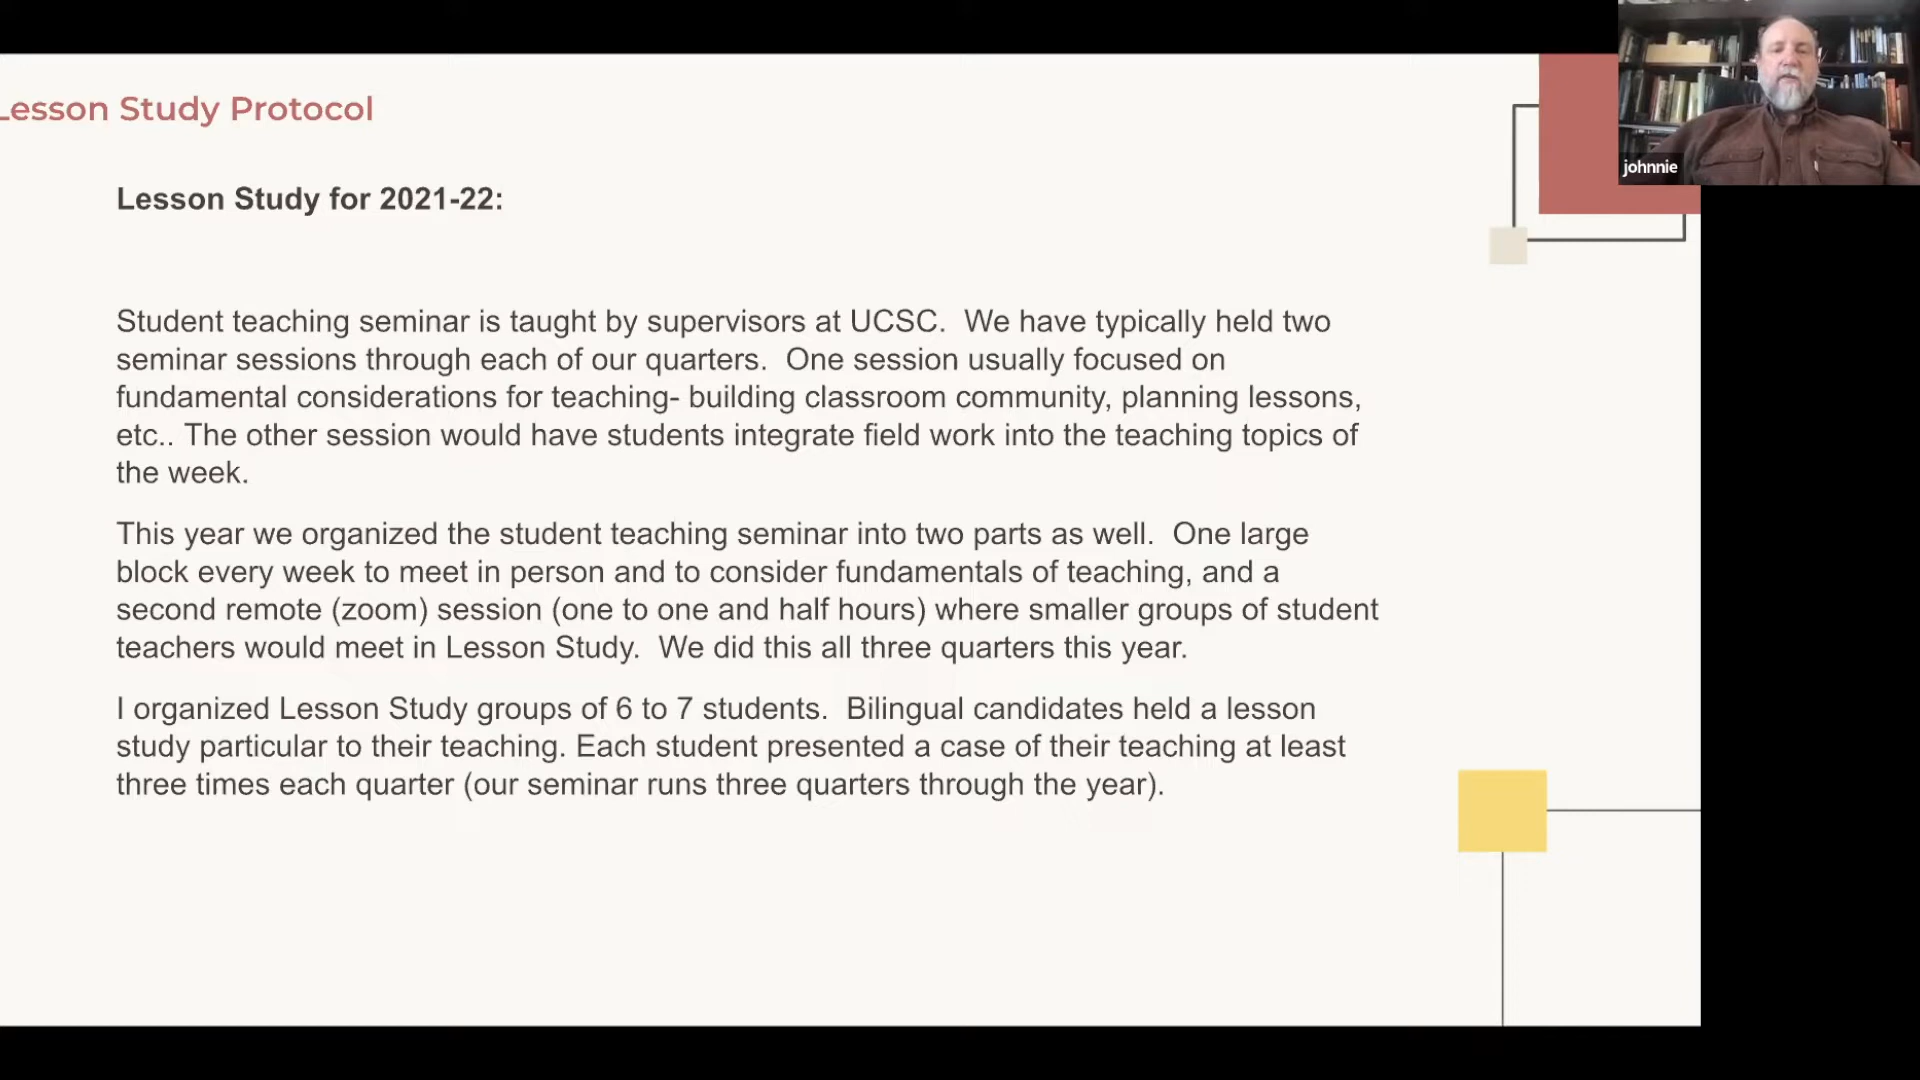 Lesson Study Protocol
johnnie
Lesson Study for 2021-22:
Student teaching seminar is taught by supervisors at UCSC.  We have typically held two
seminar sessions through each of our quarters.  One session usually focused on
fundamental considerations for teaching- building classroom community, planning lessons,
etc.. The other session would have students integrate field work into the teaching topics of
the week.
This year we organized the student teaching seminar into two parts as well.  One large
block every week to meet in person and to consider fundamentals of teaching, and a
second remote (zoom) session (one to one and half hours) where smaller groups of student
teachers would meet in Lesson Study.  We did this all three quarters this year.
I organized Lesson Study groups of 6 to 7 students.  Bilingual candidates held a lesson
study particular to their teaching. Each student presented a case of their teaching at least
three times each quarter (our seminar runs three quarters through the year).